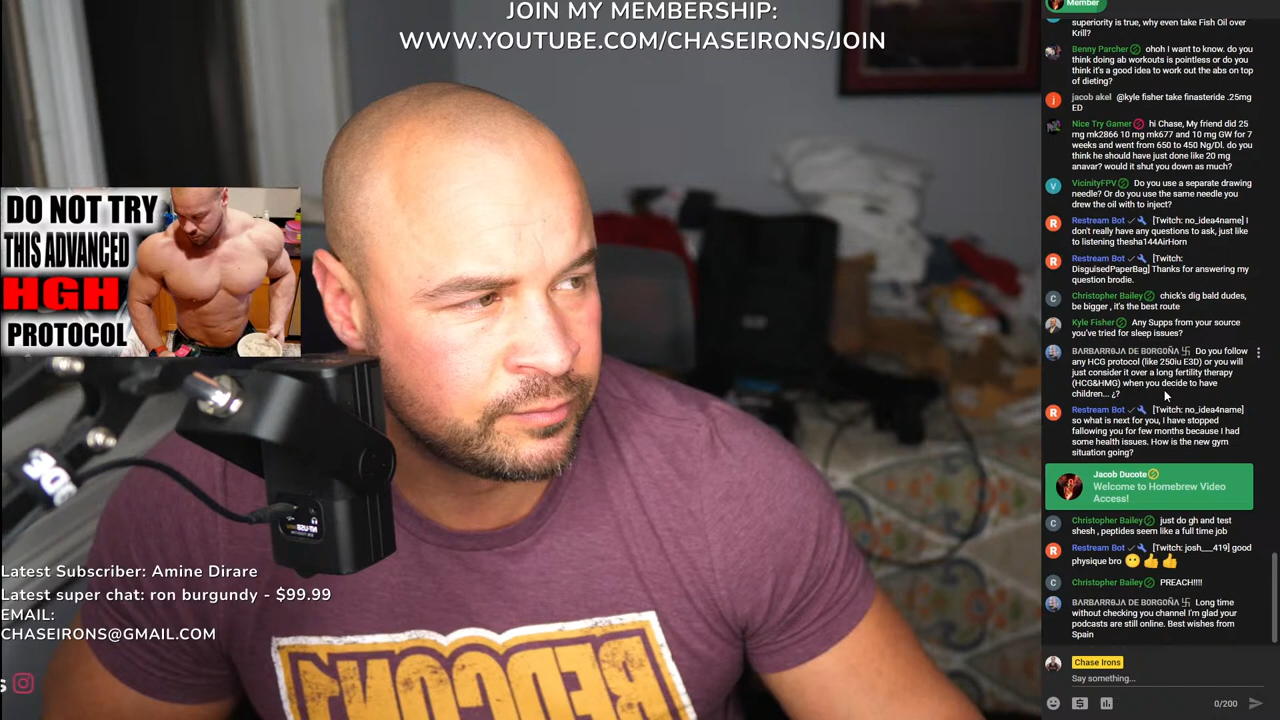 JOIN MY MEMBERSHIP:
WWW.YOUTUBE.COM/CHASEIRONS/JOIN
DO NOT TRY
THIS ADVANCED
HGH
PROTOCOL
Latest Subscriber: Amine Dirare
Latest super chat: ron burgundy - $99.99
EMAIL:
CHASEIRONS@GMAIL.COM
s
Member
superiority is true, why even take Fish Oil over
Krill?
Benny Parcher ohoh I want to know. do you
think doing ab workouts is pointless or do you
think it's a good idea to work out the abs on top
of dieting?
jacob akel @kyle fisher take finasteride .25mg
ED
Nice Try Gamer hi Chase, My friend did 25
mg mk2866 10 mg mk677 and 10 mg GW for 7
weeks and went from 650 to 450 Ng/Dl. do you
think he should have just done like 20 mg
anavar? would it shut you down as much?
VicinityFPV Do you use a separate drawing
needle? Or do you use the same needle you
drew the oil with to inject?
Restream Bot [Twitch: no_idea4name] I
don't really have any questions to ask, just like
to listening thesha144AirHorn
Restream Bot [Twitch:
DisguisedPaperBag] Thanks for answering my
question brodie.
Christopher Bailey chick's dig bald dudes,
be bigger , it's the best route
Kyle Fisher Any Supps from your source
you've tried for sleep issues?
BARBARRθJA DE BORGOÑA 卐 Do you follow
any HCG protocol (like 250iu E3D) or you will
just consider it over a long fertility therapy
(HCG&HMG) when you decide to have
children... ¿?
Restream Bot [Twitch: no_idea4name]
so what is next for you, I have stopped
fallowing you for few months because I had
some health issues. How is the new gym
situation going?
Jacob Ducote
Welcome to Homebrew Video
Access!
Christopher Bailey just do gh and test
shesh , peptides seem like a full time job
Restream Bot [Twitch: josh___419] good
physique bro 😶👍👍
Christopher Bailey PREACH!!!!
BARBARRθJA DE BORGOÑA 卐 Long time
without checking you channel I'm glad your
podcasts are still online. Best wishes from
Spain
Chase Irons
Say something...
0/200